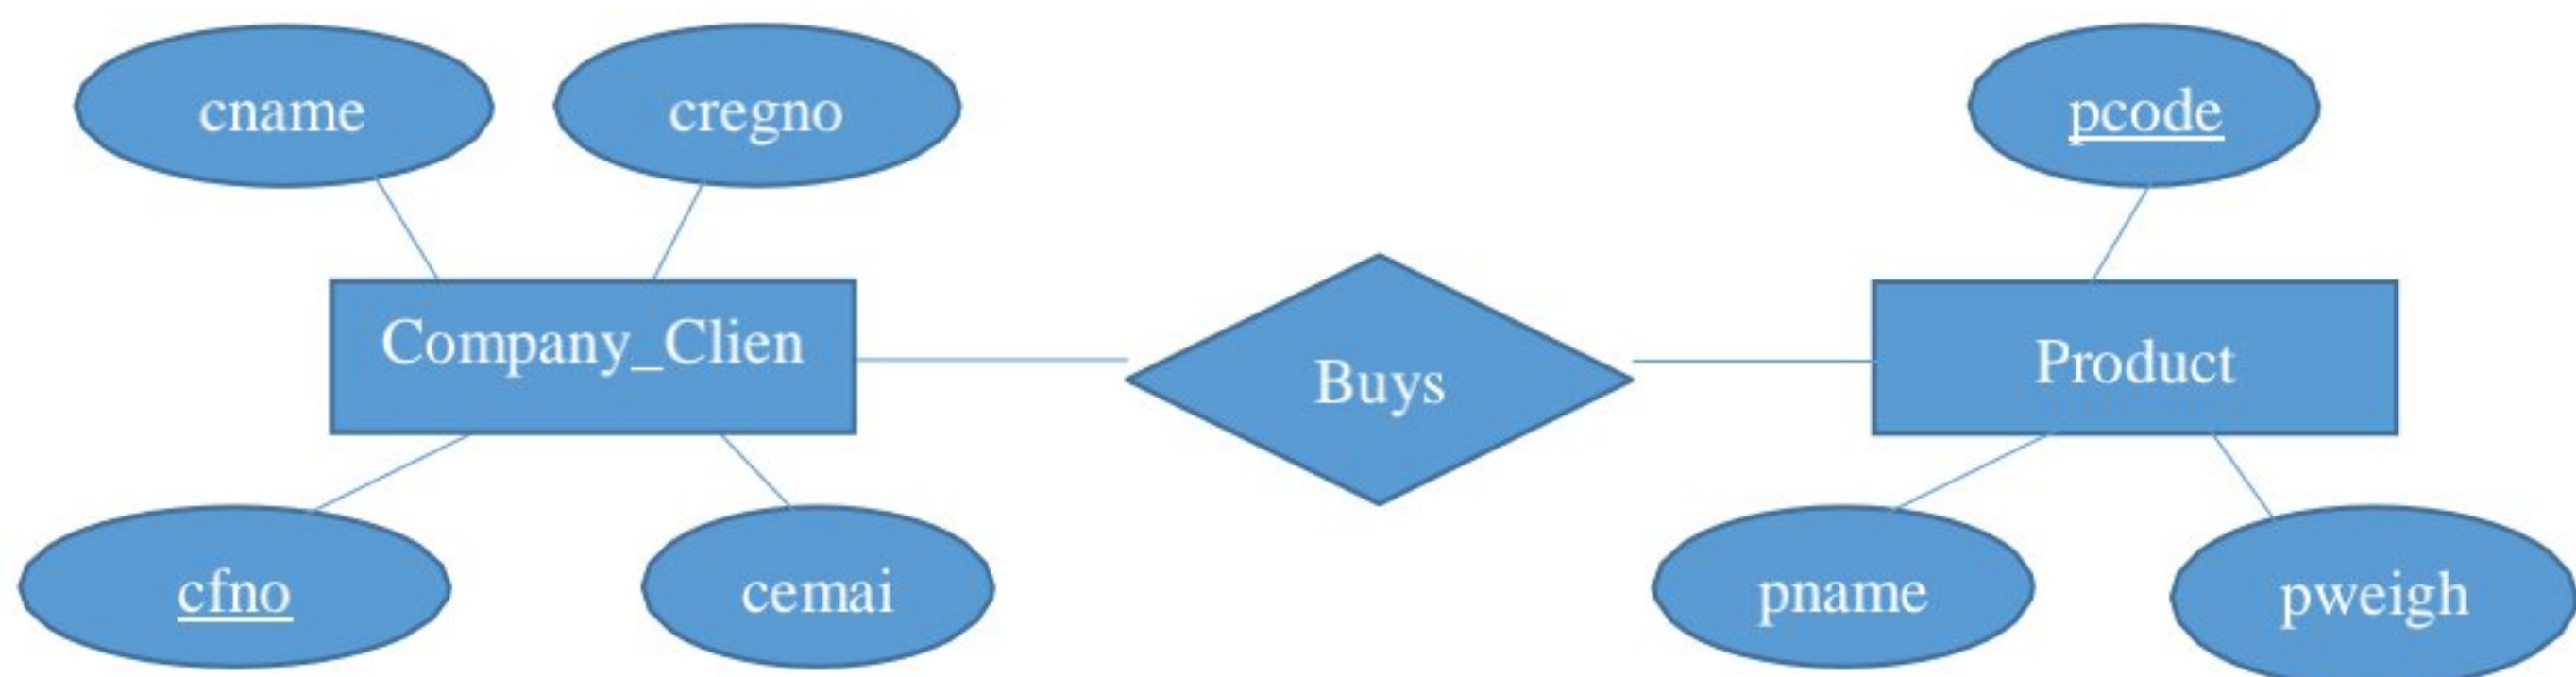 cname
cregno
pcode
Company_Clien
Buys
Product
cfno
cemai
pname
pweigh